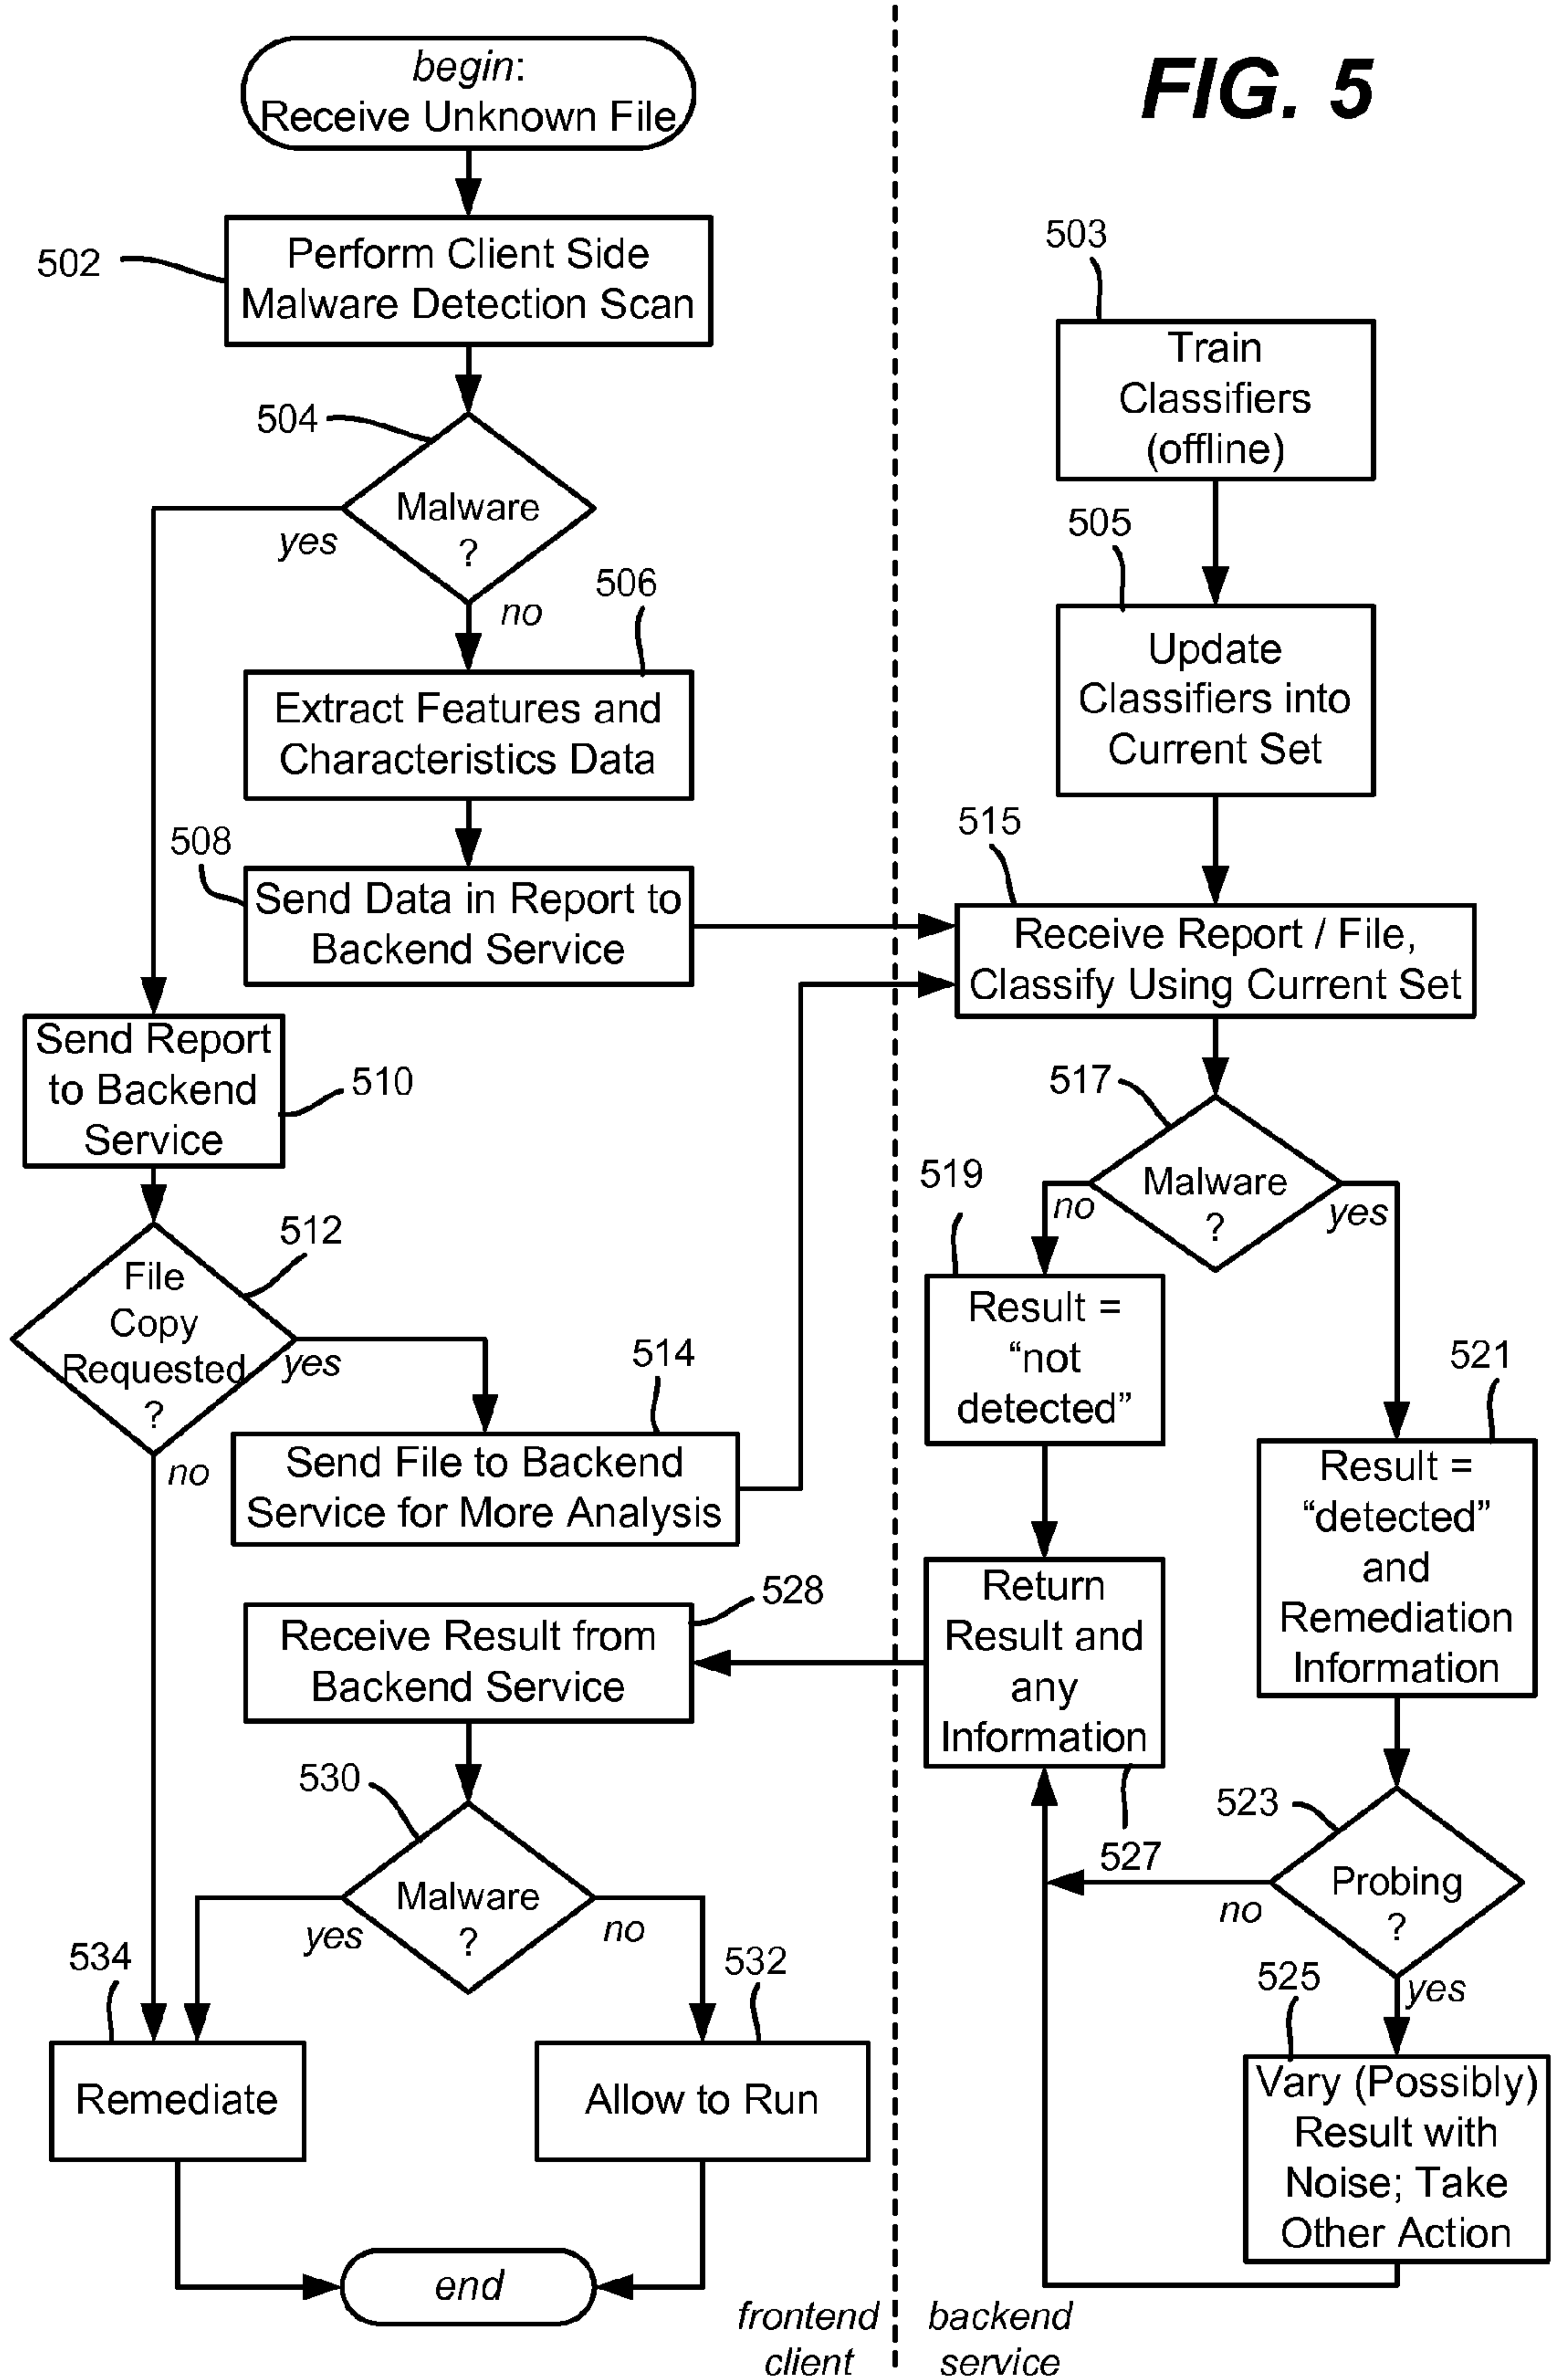 FIG. 5
begin:
Receive Unknown File
502
Perform Client Side
Malware Detection Scan
504
Malware
?
yes
no
506
Extract Features and
Characteristics Data
508
Send Data in Report to
Backend Service
Send Report
to Backend
Service
510
512
File
Copy
Requested
?
yes
no
514
Send File to Backend
Service for More Analysis
528
Receive Result from
Backend Service
530
Malware
?
yes
no
534
Remediate
532
Allow to Run
end
frontend
client
503
Train
Classifiers
(offline)
505
Update
Classifiers into
Current Set
515
Receive Report / File,
Classify Using Current Set
517
Malware
?
no
yes
519
Result =
“not
detected”
521
Result =
“detected”
and
Remediation
Information
Return
Result and
any
Information
527
523
Probing
?
no
yes
525
Vary (Possibly)
Result with
Noise; Take
Other Action
backend
service